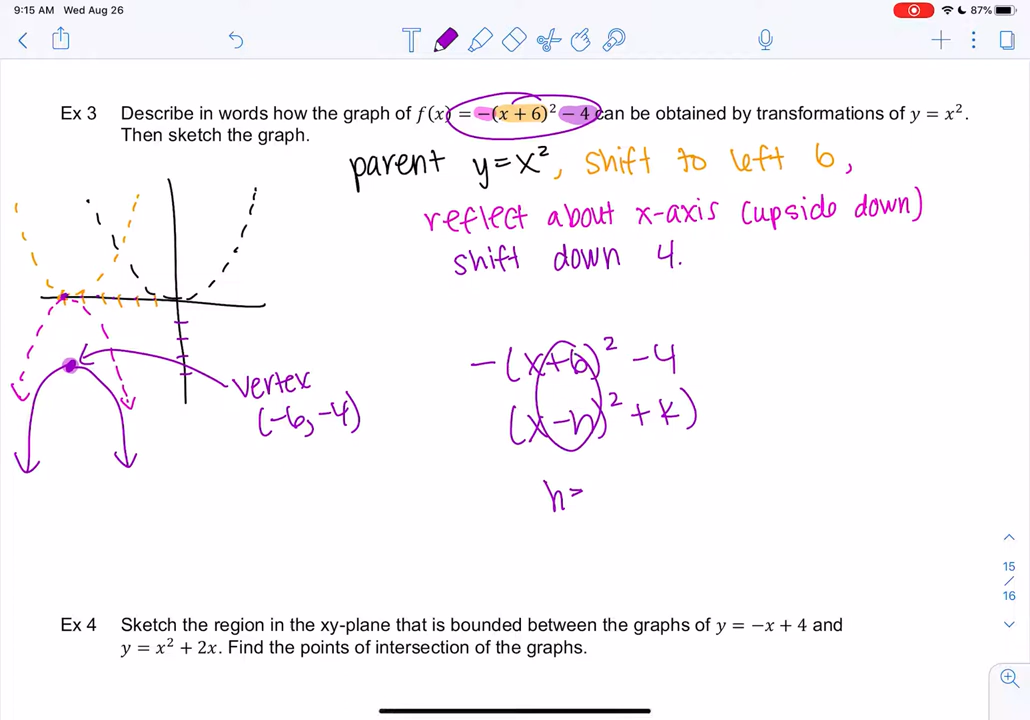 9:15 AM Wed Aug 26
87%
T
Ex 3 Describe in words how the graph of f(x) = −(x + 6)² − 4 can be obtained by transformations of y = x².
Then sketch the graph.
parent y=x², shift to left 6,
reflect about x-axis (upside down)
shift down 4.
−(x+6)² −4
vertex
(−6, −4)
(x−h)² + k)
h=
15
/
16
Ex 4 Sketch the region in the xy-plane that is bounded between the graphs of y = −x + 4 and
y = x² + 2x. Find the points of intersection of the graphs.